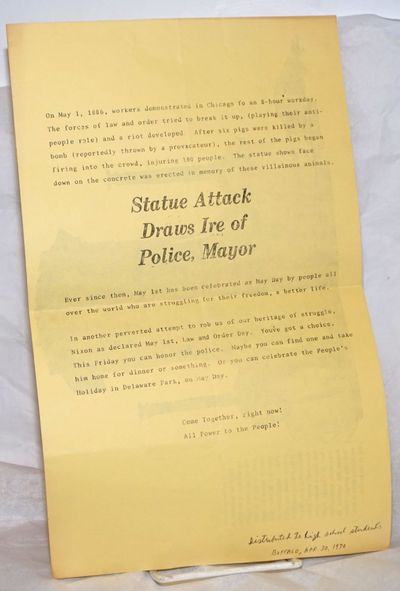 On May 1, 1886, workers demonstrated in Chicago fo an 8-hour workday.
The forces of law and order tried to break it up, (playing their anti-
people role) and a riot developed. After six pigs were killed by a
bomb (reportedly thrown by a provacateur), the rest of the pigs began
firing into the crowd, injuring 180 people. The statue shown face
down on the concrete was erected in memory of these villainous animals.
Statue Attack
Draws Ire of
Police, Mayor
Ever since then, May 1st has been celebrated as May Day by people all
over the world who are struggling for their freedom, a better life.
In another perverted attempt to rob us of our heritage of struggle,
Nixon as declared May 1st, Law and Order Day. You've got a choice.
This Friday you can honor the police. Maybe you can find one and take
him home for dinner or something. Or you can celebrate the People's
Holiday in Delaware Park, on May Day.
Come Together, right now!
All Power to the People!
Distributed to high school students
Buffalo, Apr. 30, 1970